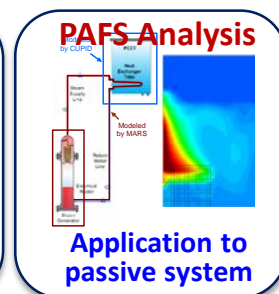 PAFS Analysis
by CUPID
PCCT
Heat
Exchanger
Tube
Steam
Supply
Line
Modeled
by MARS
Return
Water
Line
Steam
Generator
Application to
passive system